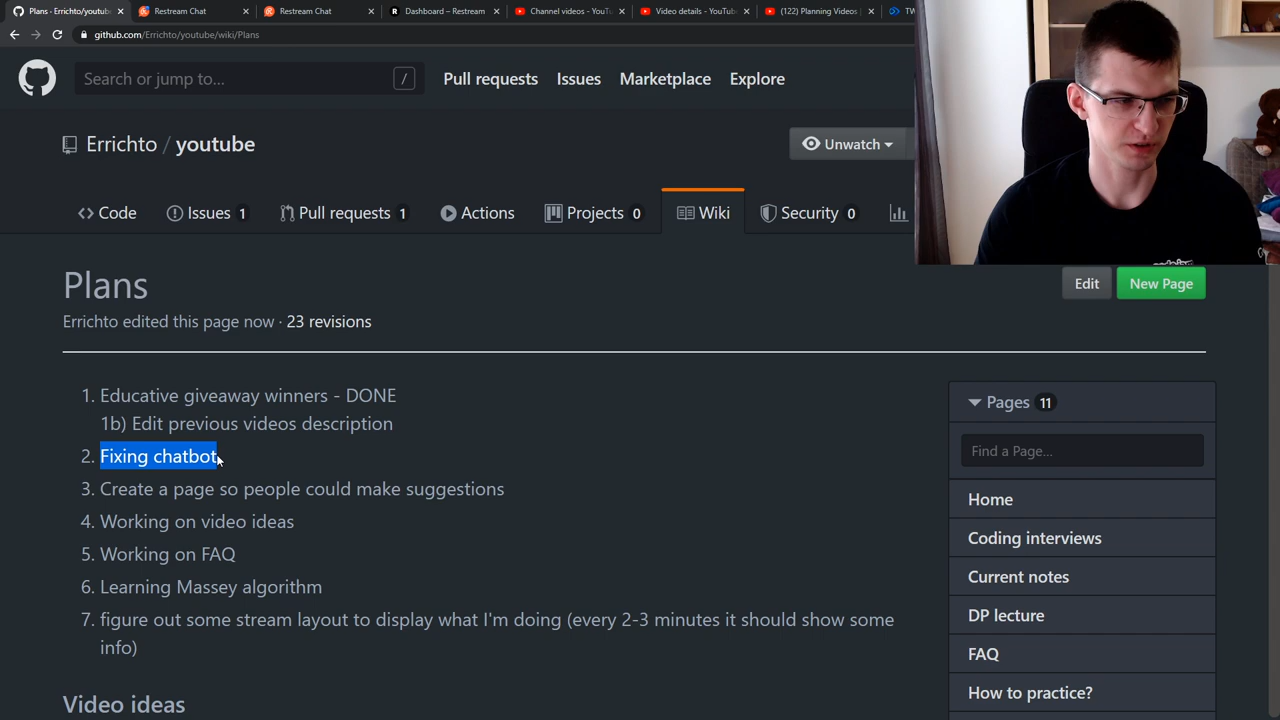 Plans - Errichto/youtub
Restream Chat
Restream Chat
Dashboard – Restream
Channel videos - YouTu
Video details - YouTube
(122) Planning Videos |
TW
github.com/Errichto/youtube/wiki/Plans
Search or jump to...
/
Pull requests
Issues
Marketplace
Explore
Errichto / youtube
Unwatch
Code
Issues 1
Pull requests 1
Actions
Projects 0
Wiki
Security 0
Plans
Edit
New Page
Errichto edited this page now · 23 revisions
1. Educative giveaway winners - DONE
1b) Edit previous videos description
2. Fixing chatbot
3. Create a page so people could make suggestions
4. Working on video ideas
5. Working on FAQ
6. Learning Massey algorithm
7. figure out some stream layout to display what I'm doing (every 2-3 minutes it should show some
info)
Video ideas
Pages 11
Find a Page...
Home
Coding interviews
Current notes
DP lecture
FAQ
How to practice?